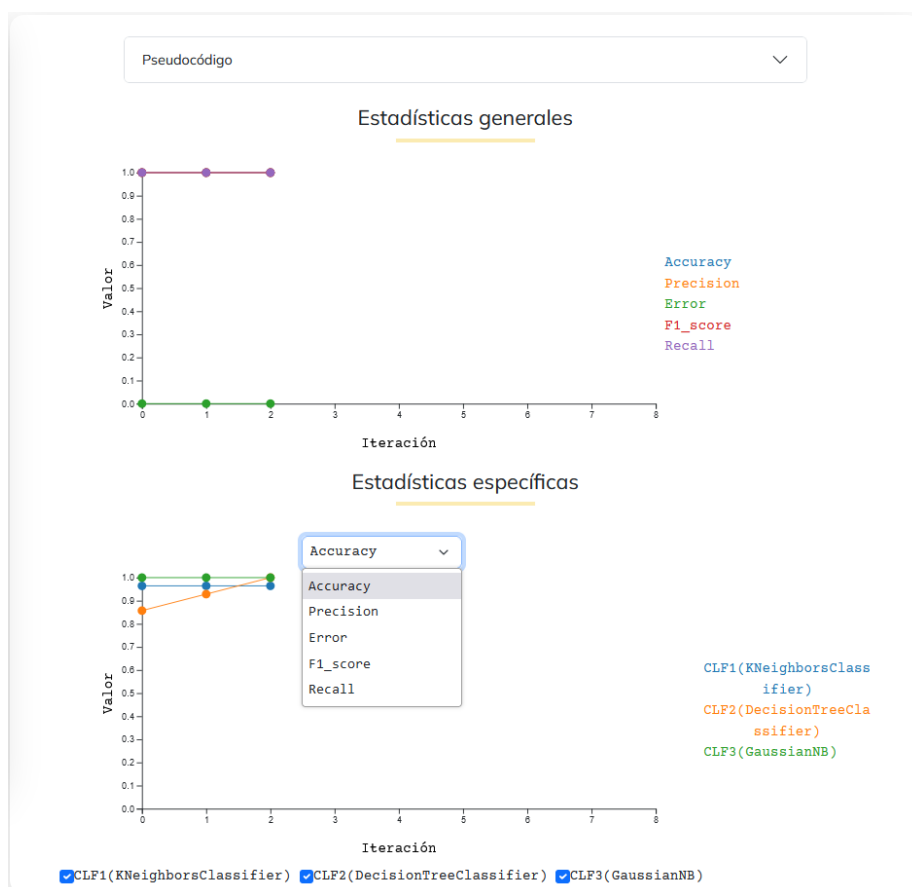 Pseudocódigo
Estadísticas generales
1.0
0.9
0.8
0.7
0.6
0.5
0.4
0.3
0.2
0.1
0.0
Valor
0 1 2 3 4 5 6 7 8
Iteración
Accuracy
Precision
Error
F1_score
Recall
Estadísticas específicas
Accuracy
Accuracy
Precision
Error
F1_score
Recall
1.0
0.9
0.8
0.7
0.6
0.5
0.4
0.3
0.2
0.1
0.0
Valor
0 1 2 3 4 5 6 7 8
Iteración
CLF1(KNeighborsClass
ifier)
CLF2(DecisionTreeCla
ssifier)
CLF3(GaussianNB)
CLF1(KNeighborsClassifier) CLF2(DecisionTreeClassifier) CLF3(GaussianNB)